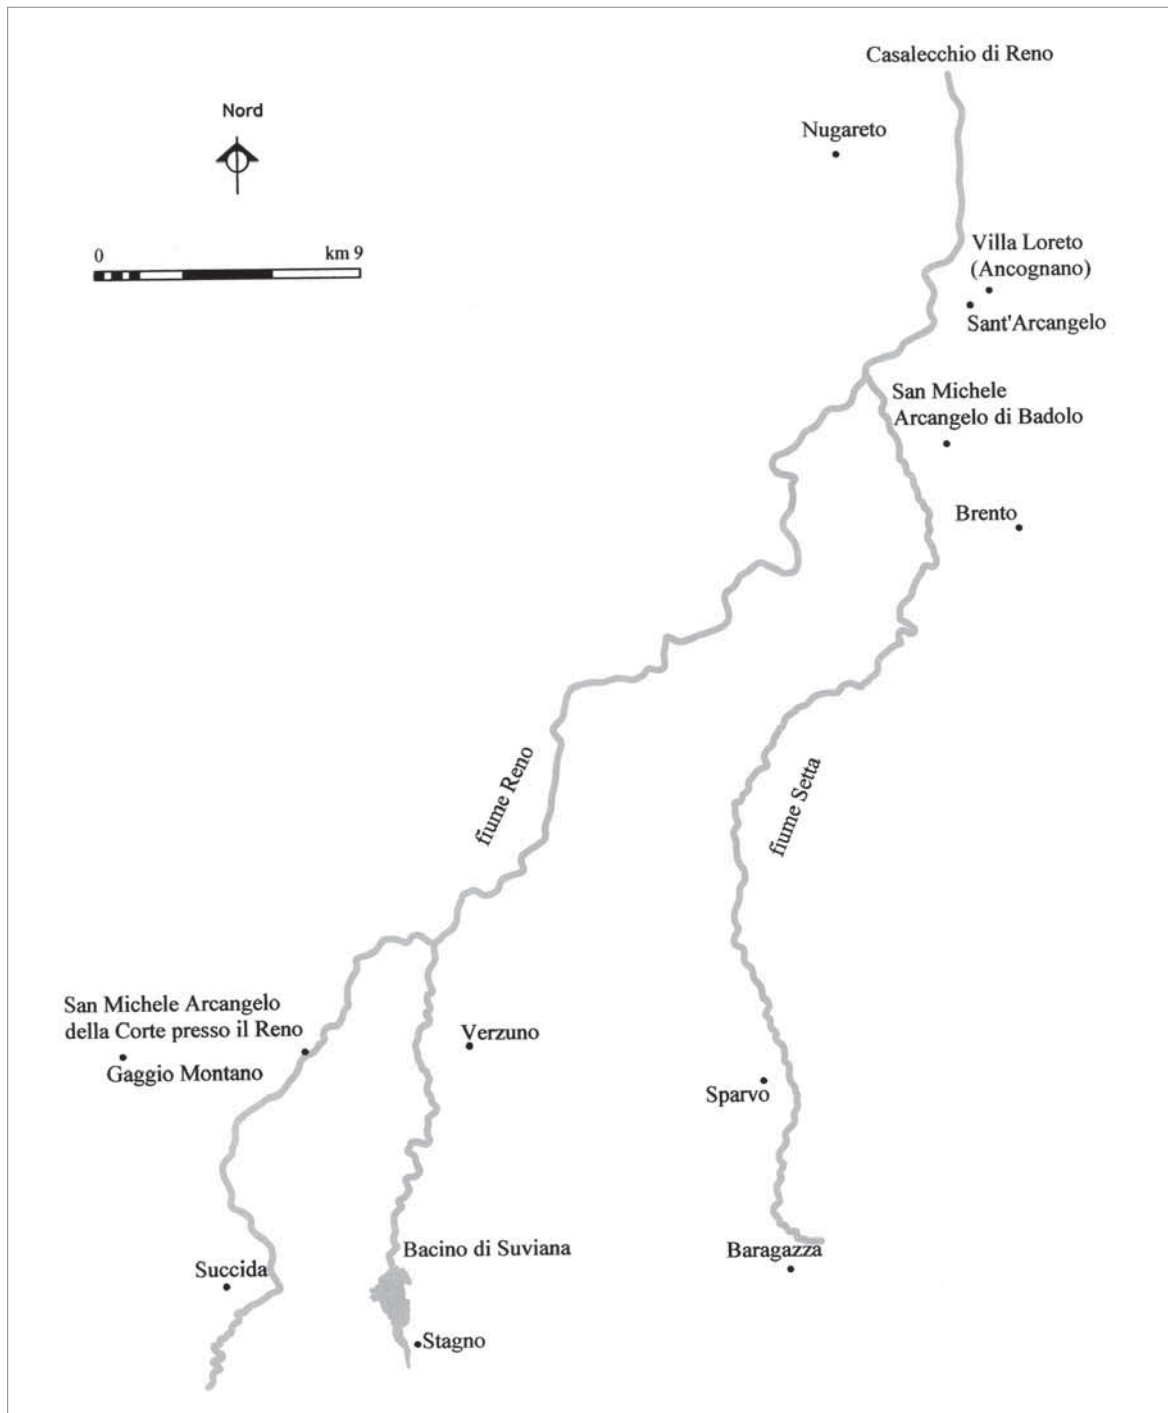 Casalecchio di Reno
Nord
Nugareto
0
km 9
Villa Loreto
(Ancognano)
Sant'Arcangelo
San Michele
Arcangelo di Badolo
Brento
fiume Reno
fiume Setta
San Michele Arcangelo
della Corte presso il Reno
Gaggio Montano
Verzuno
Sparvo
Bacino di Suviana
Baragazza
Succida
Stagno